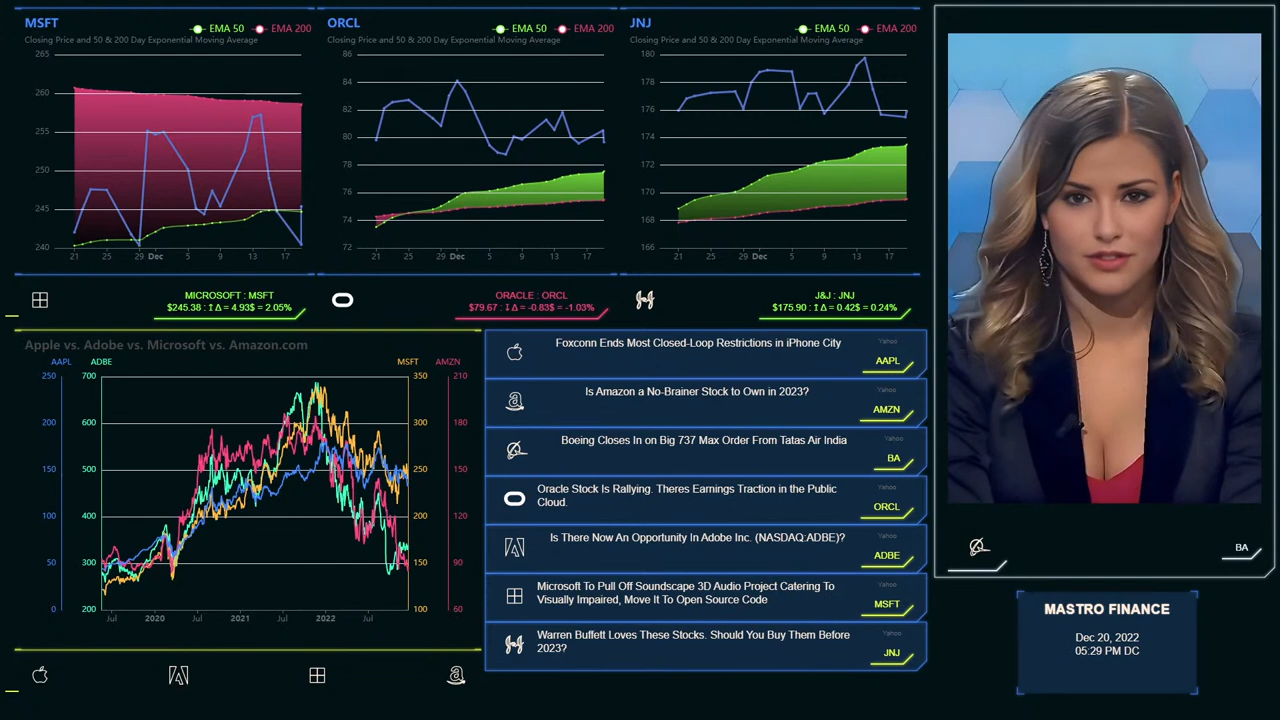 MSFT
EMA 50 EMA 200
Closing Price and 50 & 200 Day Exponential Moving Average
265
260
255
250
245
240
21 25 29 Dec 5 9 13 17
ORCL
EMA 50 EMA 200
Closing Price and 50 & 200 Day Exponential Moving Average
86
84
82
80
78
76
74
72
21 25 29 Dec 5 9 13 17
JNJ
EMA 50 EMA 200
Closing Price and 50 & 200 Day Exponential Moving Average
180
178
176
174
172
170
168
166
21 25 29 Dec 5 9 13 17
MICROSOFT : MSFT
$245.38 : 1 Δ = 4.93$ = 2.05%
ORACLE : ORCL
$79.67 : 1 Δ = -0.83$ = -1.03%
J&J : JNJ
$175.90 : 1 Δ = 0.42$ = 0.24%
Apple vs. Adobe vs. Microsoft vs. Amazon.com
AAPL ADBE MSFT AMZN
250 700 350 210
200 600 300 180
150 500 250 150
100 400 200 120
50 300 150 90
0 200 100 60
Jul 2020 Jul 2021 Jul 2022 Jul
Foxconn Ends Most Closed-Loop Restrictions in iPhone City
Yahoo
AAPL
Is Amazon a No-Brainer Stock to Own in 2023?
Yahoo
AMZN
Boeing Closes In on Big 737 Max Order From Tatas Air India
Yahoo
BA
Oracle Stock Is Rallying. Theres Earnings Traction in the Public
Cloud.
Yahoo
ORCL
Is There Now An Opportunity In Adobe Inc. (NASDAQ:ADBE)?
Yahoo
ADBE
Microsoft To Pull Off Soundscape 3D Audio Project Catering To
Visually Impaired, Move It To Open Source Code
Yahoo
MSFT
Warren Buffett Loves These Stocks. Should You Buy Them Before
2023?
Yahoo
JNJ
BA
MASTRO FINANCE
Dec 20, 2022
05:29 PM DC